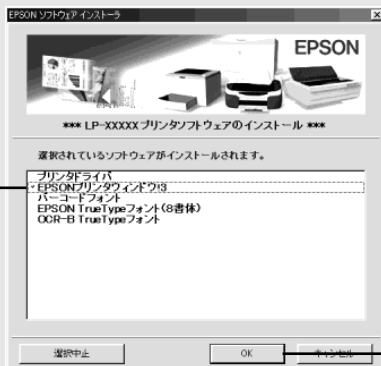 EPSON ソフトウェア インストーラ
EPSON
*** LP-XXXXX プリンタソフトウェアのインストール ***
選択されているソフトウェアがインストールされます。
プリンタドライバ
EPSONプリンタウィンドウ!3
バーコードフォント
EPSON TrueTypeフォント(8書体)
OCR-B TrueTypeフォント
選択中止
OK
キャンセル